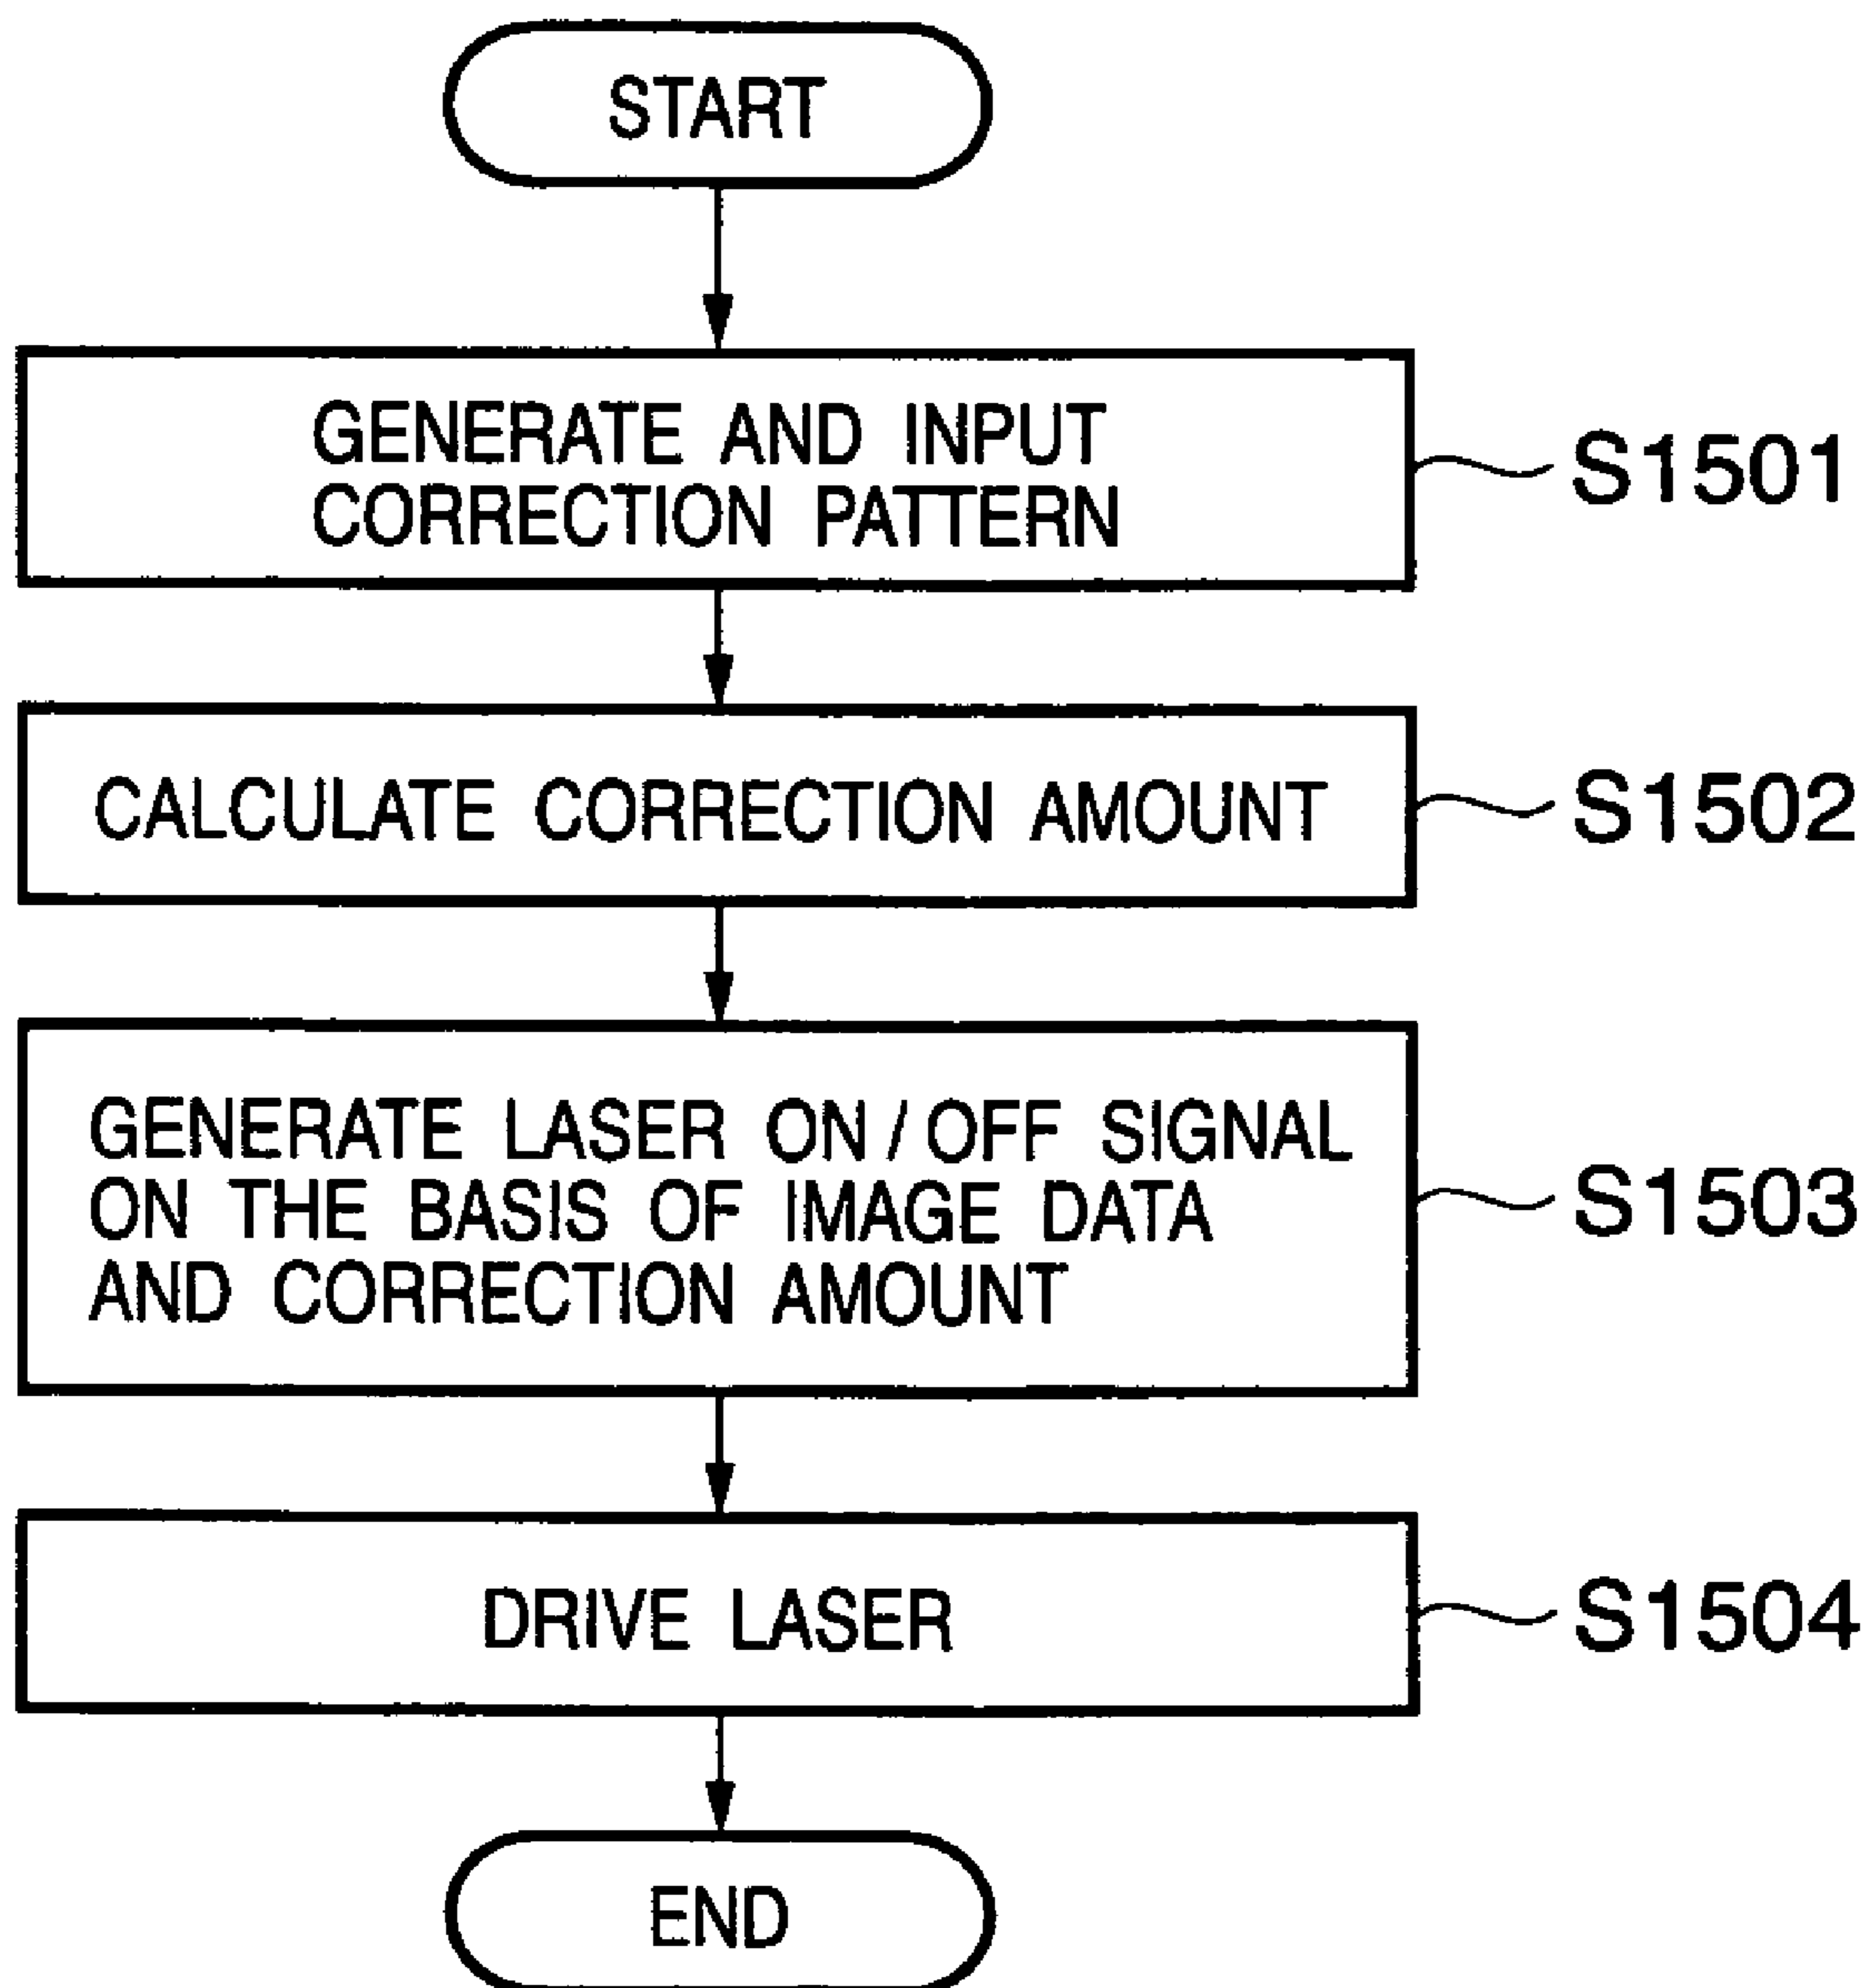 START
GENERATE AND INPUT
CORRECTION PATTERN
S1501
CALCULATE CORRECTION AMOUNT
S1502
GENERATE LASER ON/OFF SIGNAL
ON THE BASIS OF IMAGE DATA
AND CORRECTION AMOUNT
S1503
DRIVE LASER
S1504
END